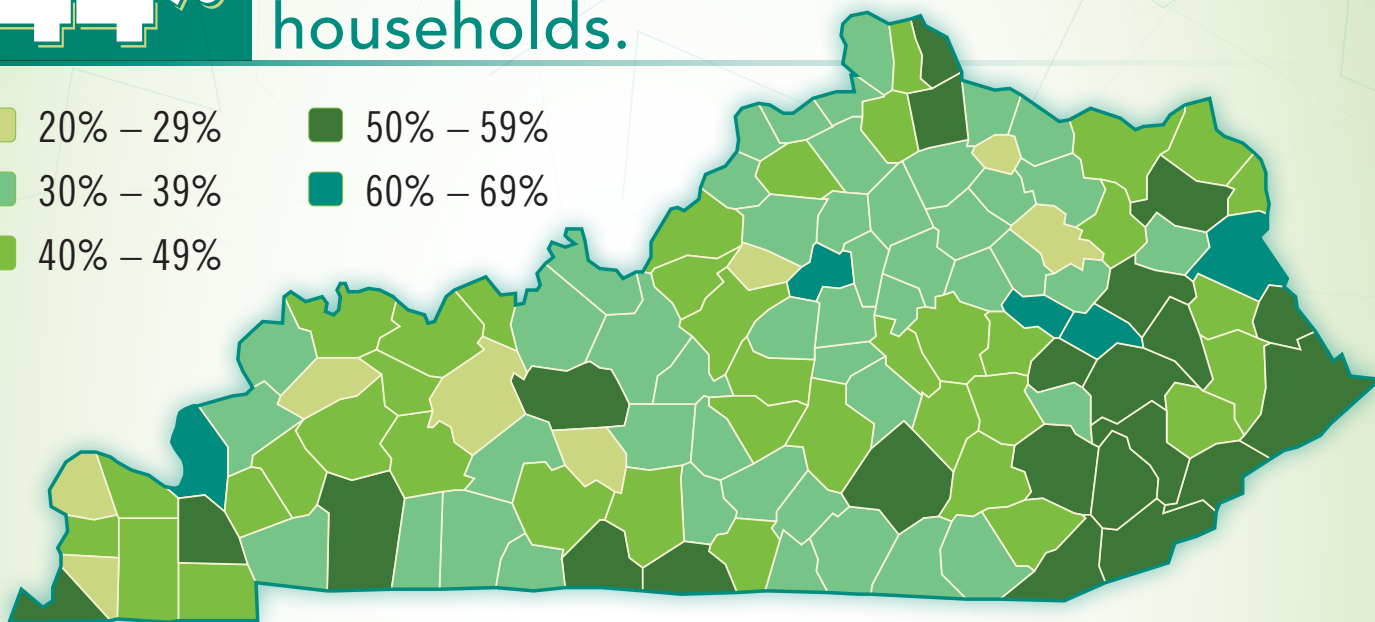 households.
20% – 29%
50% – 59%
30% – 39%
60% – 69%
40% – 49%